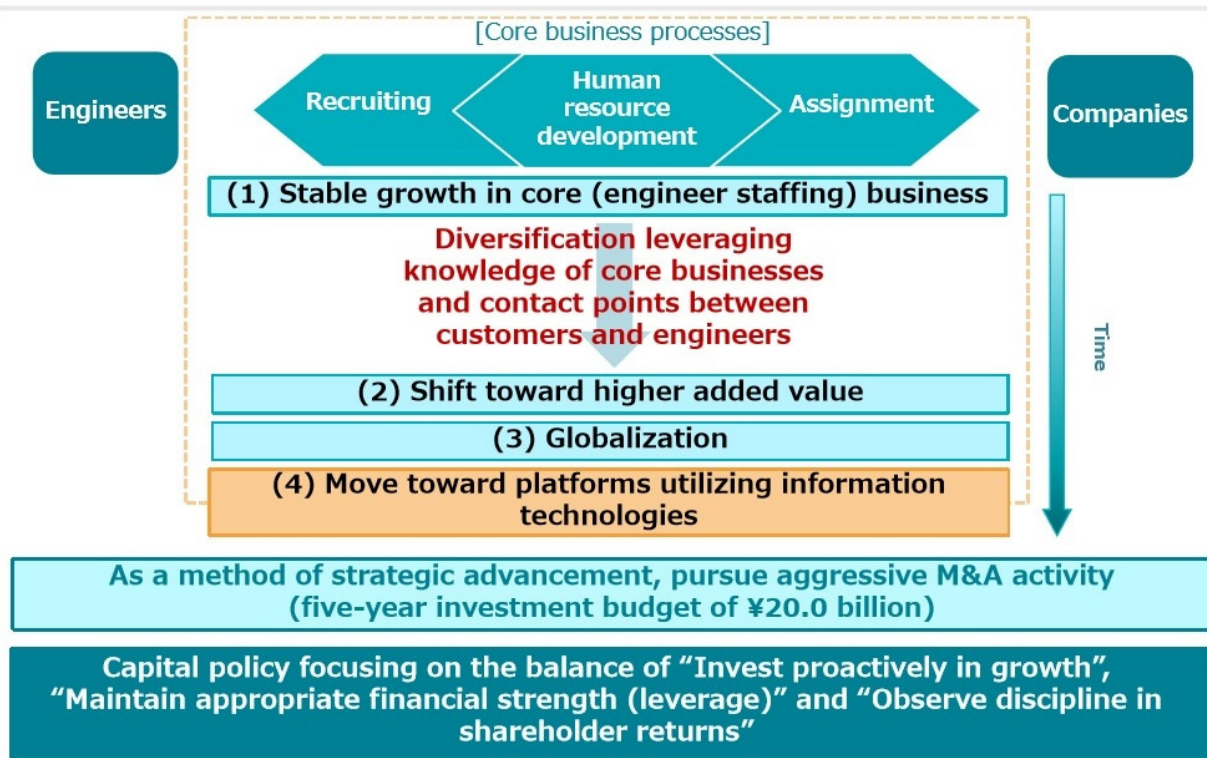 [Core business processes]
Engineers
Recruiting
Human
resource
development
Assignment
Companies
(1) Stable growth in core (engineer staffing) business
Diversification leveraging
knowledge of core businesses
and contact points between
customers and engineers
Time
(2) Shift toward higher added value
(3) Globalization
(4) Move toward platforms utilizing information
technologies
As a method of strategic advancement, pursue aggressive M&A activity
(five-year investment budget of ¥20.0 billion)
Capital policy focusing on the balance of “Invest proactively in growth”,
“Maintain appropriate financial strength (leverage)” and “Observe discipline in
shareholder returns”